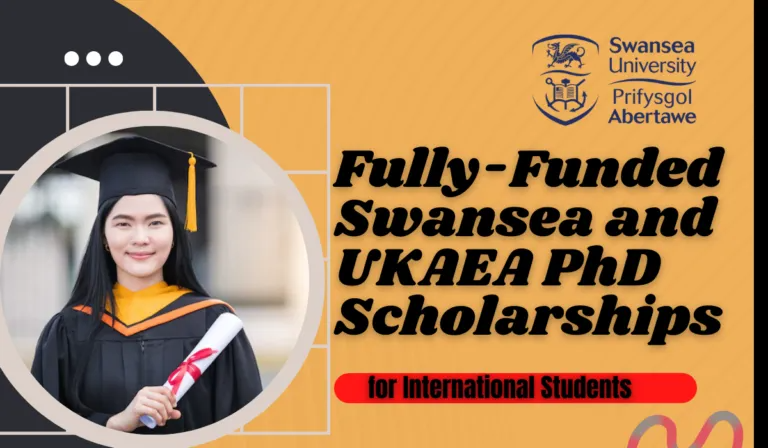 Swansea
University
Prifysgol
Abertawe
Fully-Funded
Swansea and
UKAEA PhD
Scholarships
for International Students